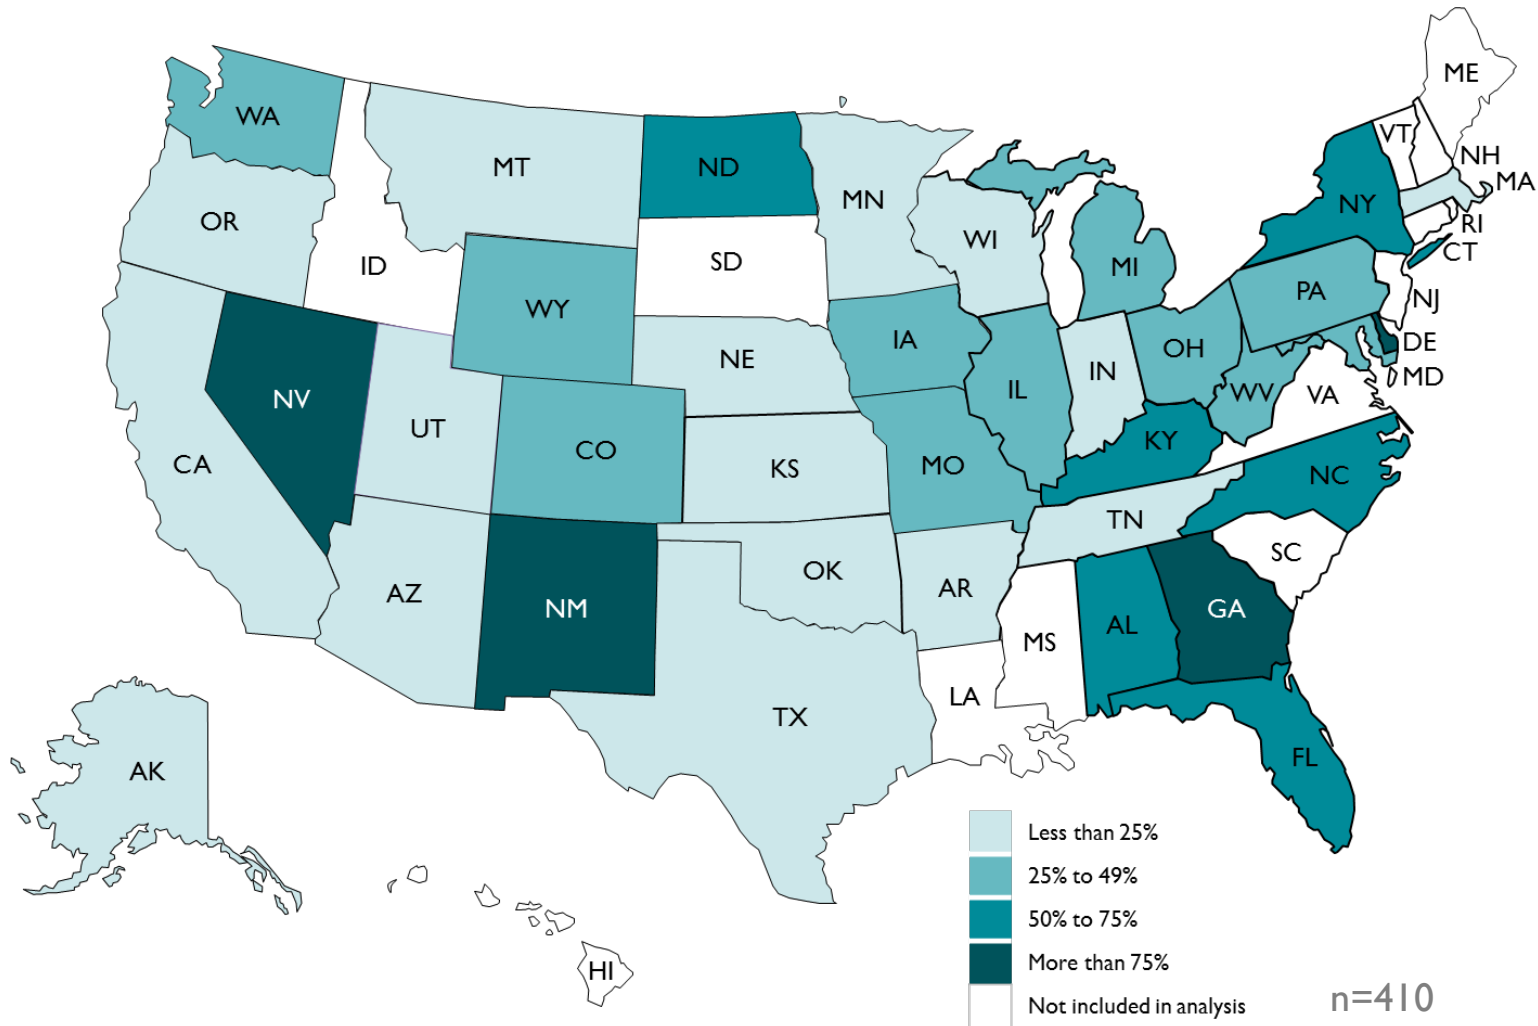 ME
WA
VT
MT
ND
NH
MA
MN
NY
OR
RI
WI
CT
ID
SD
MI
PA
NJ
WY
IA
DE
OH
NE
IN
MD
IL
WV
VA
NV
UT
KY
CO
CA
MO
KS
NC
TN
SC
OK
AR
AZ
NM
GA
AL
MS
LA
TX
FL
AK
HI
Less than 25%
25% to 49%
50% to 75%
More than 75%
Not included in analysis
n=410